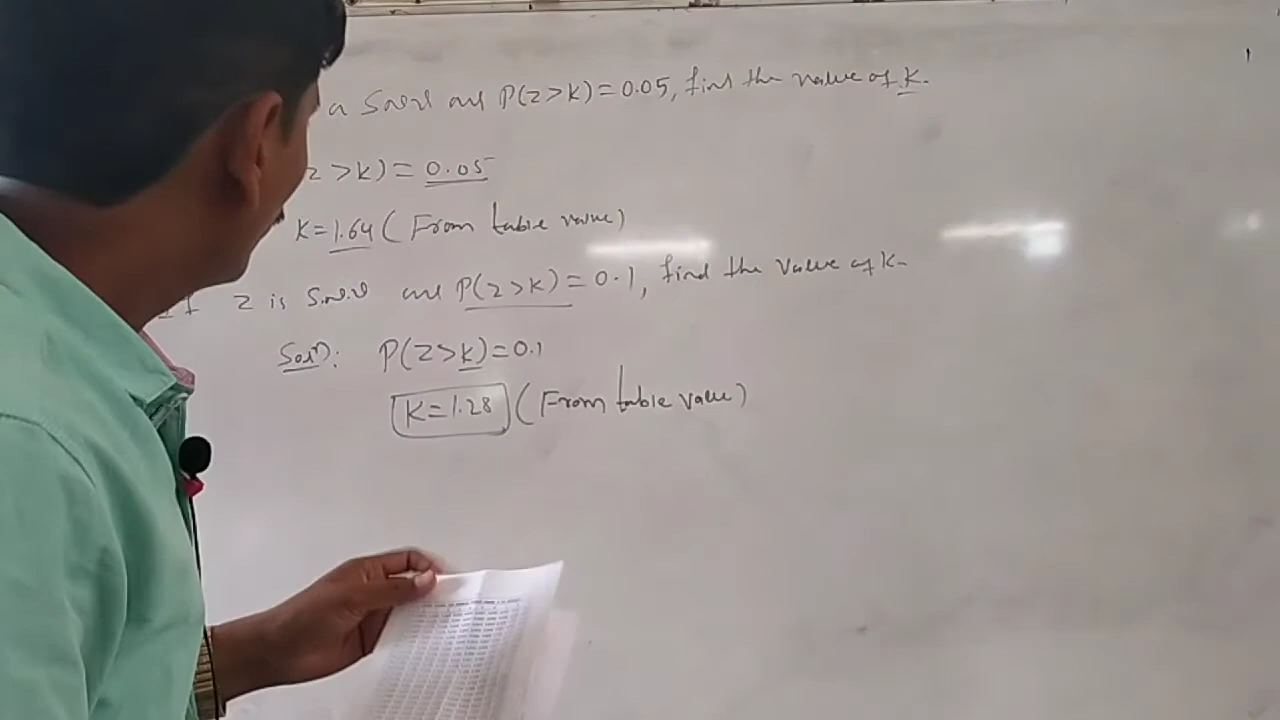 a S.n.v and P(Z>K)=0.05, find the value of K.
Z>K)=0.05
K=1.64 (From table value)
If Z is S.n.v and P(Z>K)=0.1, find the value of K.
Soln: P(Z>K)=0.1
K=1.28 (From table value)